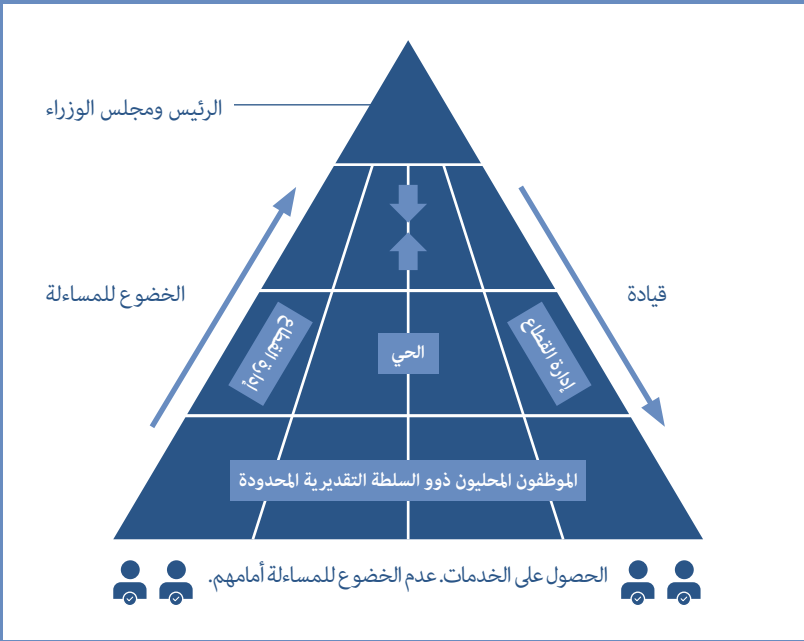 الرئيس ومجلس الوزراء
الخضوع للمساءلة
قيادة
إدارة القطاع
الحي
إدارة القطاع
الموظفون المحليون ذوو السلطة التقديرية المحدودة
الحصول على الخدمات. عدم الخضوع للمساءلة أمامهم.